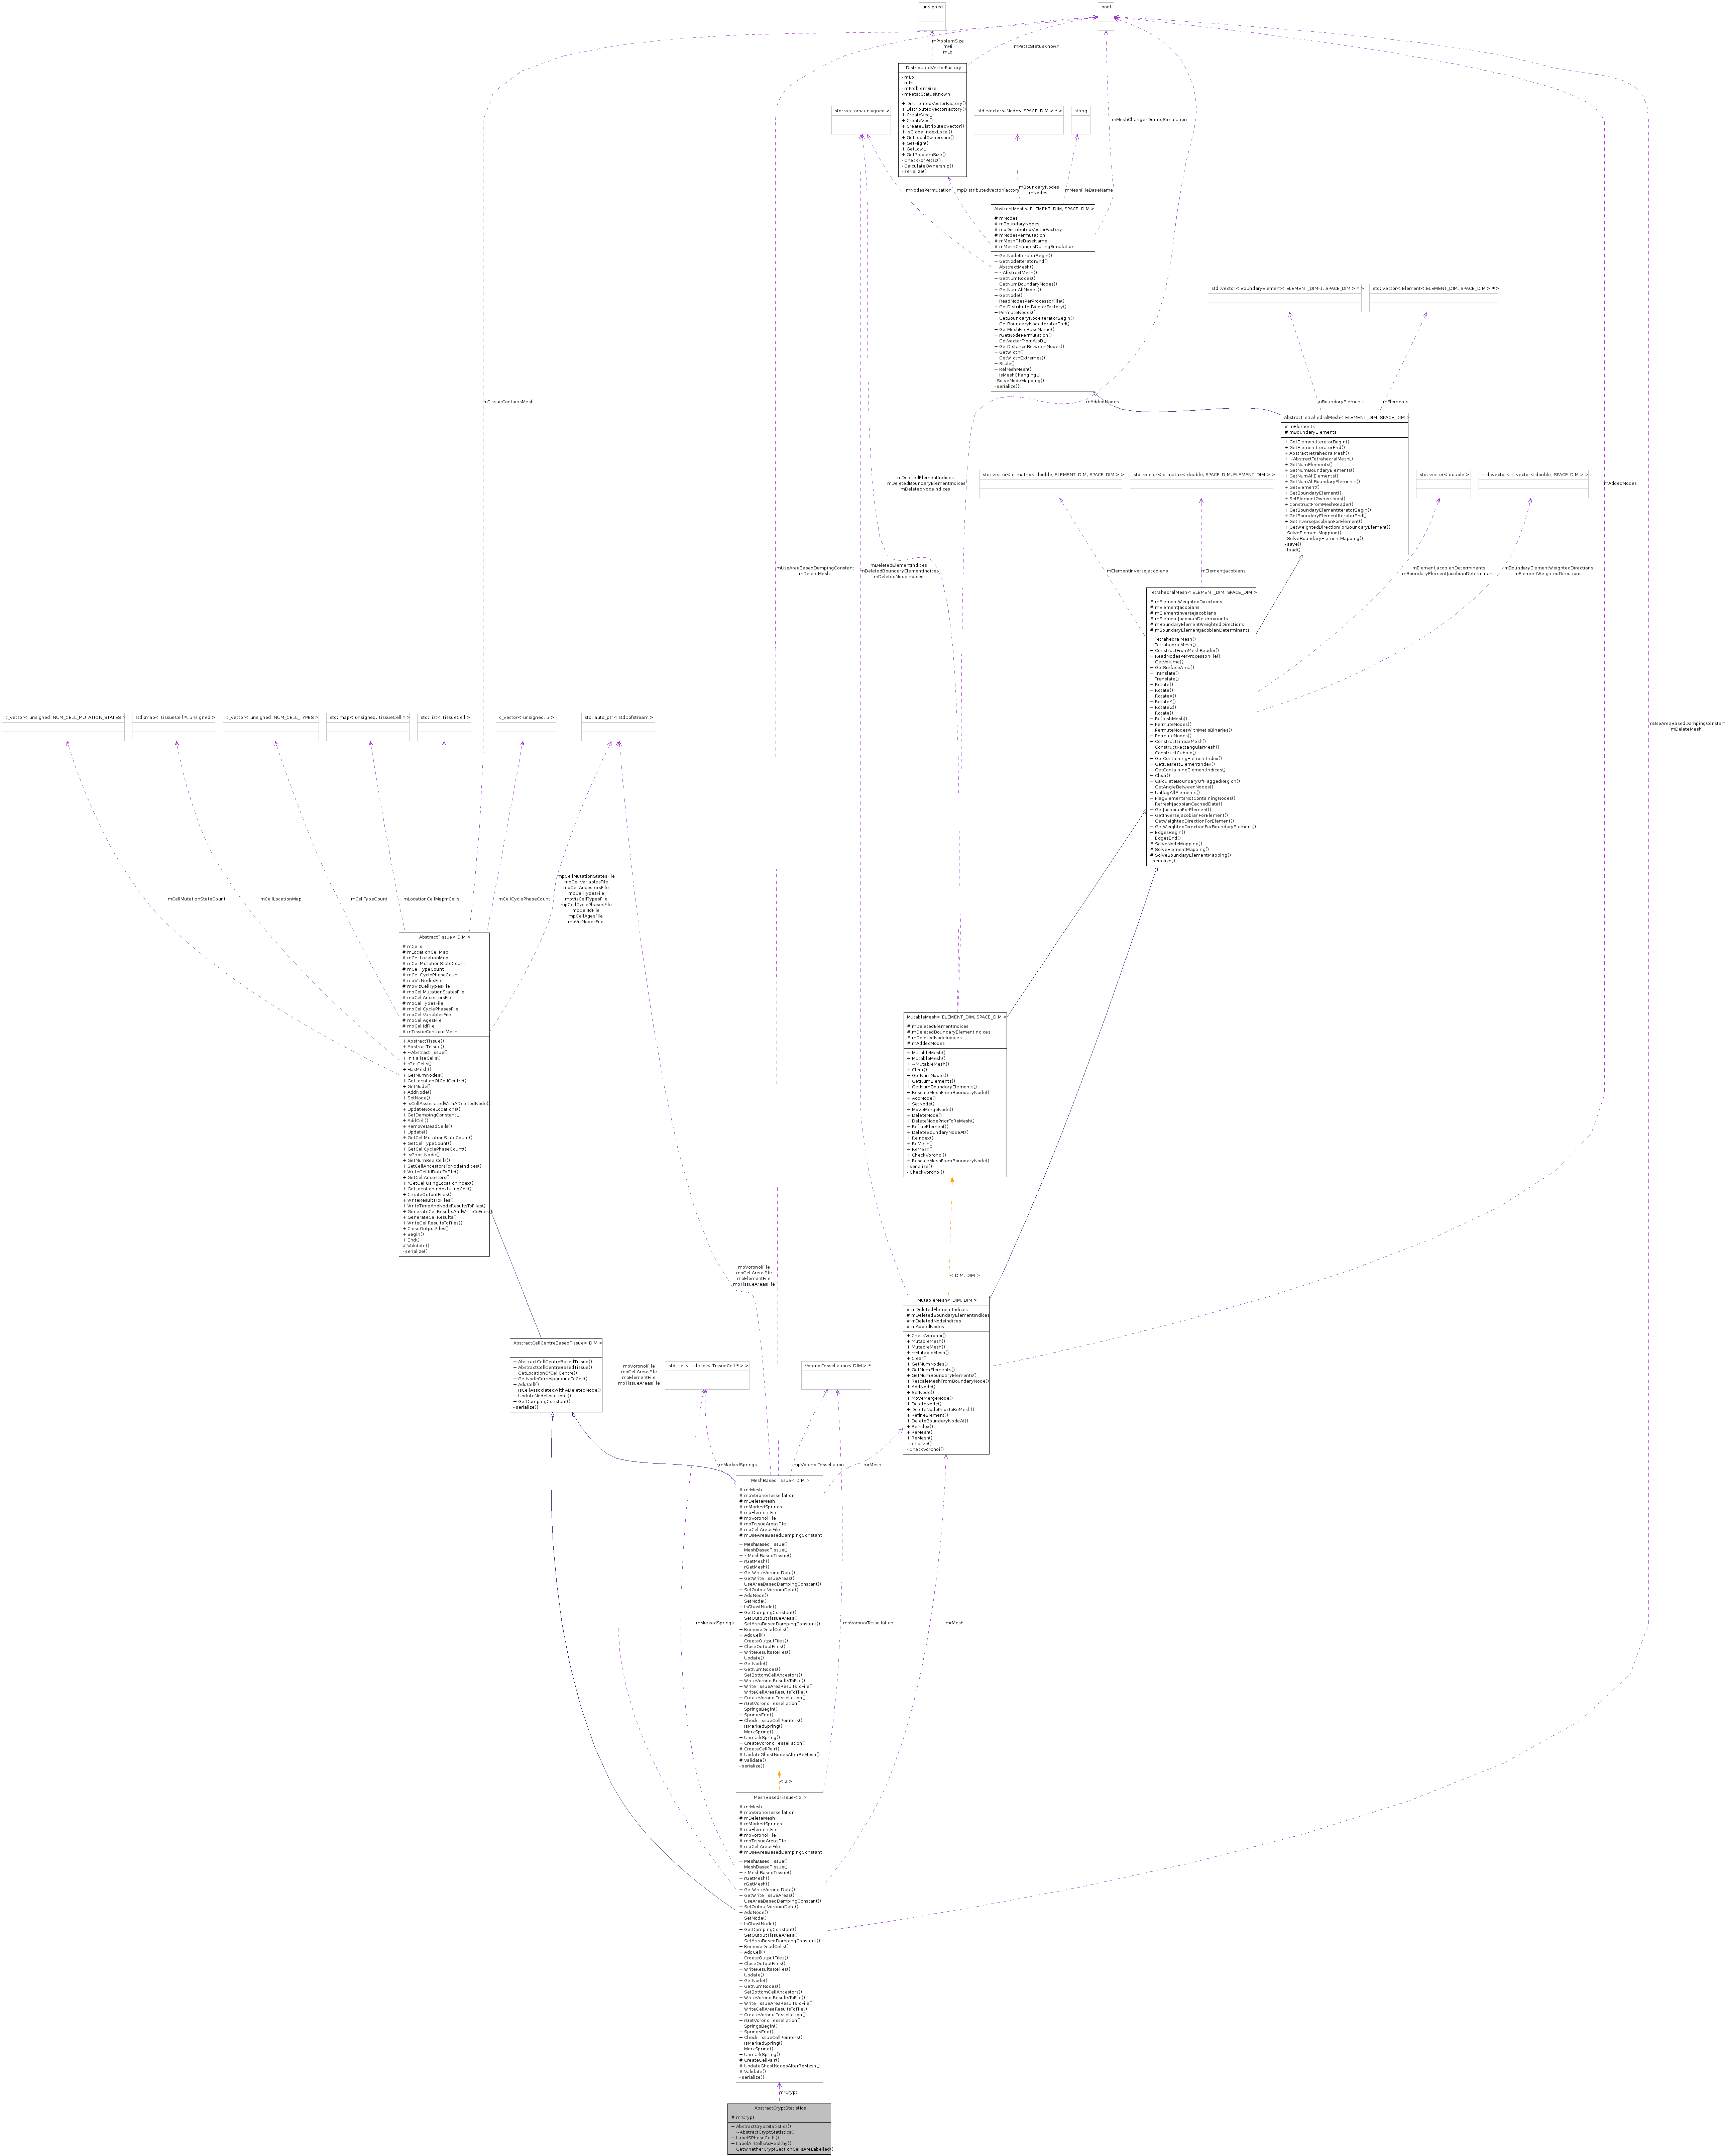 unsigned
bool
mProblemSize
mHi
mLo
mPetscStatusKnown
DistributedVectorFactory
- mLo
- mHi
- mProblemSize
- mPetscStatusKnown
+ DistributedVectorFactory()
+ DistributedVectorFactory()
+ CreateVec()
+ CreateVec()
+ CreateDistributedVector()
+ IsGlobalIndexLocal()
+ GetLocalOwnership()
+ GetHigh()
+ GetLow()
+ GetProblemSize()
- CheckForPetsc()
- CalculateOwnership()
- serialize()
std::vector< unsigned >
std::vector< Node< SPACE_DIM > * >
string
mMeshChangesDuringSimulation
mNodesPermutation
mpDistributedVectorFactory
mBoundaryNodes
mNodes
mMeshFileBaseName
AbstractMesh< ELEMENT_DIM, SPACE_DIM >
# mNodes
# mBoundaryNodes
# mpDistributedVectorFactory
# mNodesPermutation
# mMeshFileBaseName
# mMeshChangesDuringSimulation
+ GetNodeIteratorBegin()
+ GetNodeIteratorEnd()
+ AbstractMesh()
+ ~AbstractMesh()
+ GetNumNodes()
+ GetNumBoundaryNodes()
+ GetNumAllNodes()
+ GetNode()
+ ReadNodesPerProcessorFile()
+ GetDistributedVectorFactory()
+ PermuteNodes()
+ GetBoundaryNodeIteratorBegin()
+ GetBoundaryNodeIteratorEnd()
+ GetMeshFileBaseName()
+ rGetNodePermutation()
+ GetVectorFromAtoB()
+ GetDistanceBetweenNodes()
+ GetWidth()
+ GetWidthExtremes()
+ Scale()
+ RefreshMesh()
+ IsMeshChanging()
- SolveNodeMapping()
- serialize()
std::vector< BoundaryElement< ELEMENT_DIM-1, SPACE_DIM > * >
std::vector< Element< ELEMENT_DIM, SPACE_DIM > * >
mTissueContainsMesh
mAddedNodes
mBoundaryElements
mElements
AbstractTetrahedralMesh< ELEMENT_DIM, SPACE_DIM >
# mElements
# mBoundaryElements
+ GetElementIteratorBegin()
+ GetElementIteratorEnd()
+ AbstractTetrahedralMesh()
+ ~AbstractTetrahedralMesh()
+ GetNumElements()
+ GetNumBoundaryElements()
+ GetNumAllElements()
+ GetNumAllBoundaryElements()
+ GetElement()
+ GetBoundaryElement()
+ SetElementOwnerships()
+ ConstructFromMeshReader()
+ GetBoundaryElementIteratorBegin()
+ GetBoundaryElementIteratorEnd()
+ GetInverseJacobianForElement()
+ GetWeightedDirectionForBoundaryElement()
- SolveElementMapping()
- SolveBoundaryElementMapping()
- save()
- load()
std::vector< c_matrix< double, ELEMENT_DIM, SPACE_DIM > >
std::vector< c_matrix< double, SPACE_DIM, ELEMENT_DIM > >
std::vector< double >
std::vector< c_vector< double, SPACE_DIM > >
mDeletedElementIndices
mDeletedBoundaryElementIndices
mDeletedNodeIndices
mAddedNodes
mUseAreaBasedDampingConstant
mDeleteMesh
mDeletedElementIndices
mDeletedBoundaryElementIndices
mDeletedNodeIndices
mElementInverseJacobians
mElementJacobians
mElementJacobianDeterminants
mBoundaryElementJacobianDeterminants
mBoundaryElementWeightedDirections
mElementWeightedDirections
TetrahedralMesh< ELEMENT_DIM, SPACE_DIM >
# mElementWeightedDirections
# mElementJacobians
# mElementInverseJacobians
# mElementJacobianDeterminants
# mBoundaryElementWeightedDirections
# mBoundaryElementJacobianDeterminants
+ TetrahedralMesh()
+ TetrahedralMesh()
+ ConstructFromMeshReader()
+ ReadNodesPerProcessorFile()
+ GetVolume()
+ GetSurfaceArea()
+ Translate()
+ Translate()
+ Rotate()
+ Rotate()
+ RotateX()
+ RotateY()
+ RotateZ()
+ Rotate()
+ RefreshMesh()
+ PermuteNodes()
+ PermuteNodesWithMetisBinaries()
+ PermuteNodes()
+ ConstructLinearMesh()
+ ConstructRectangularMesh()
+ ConstructCuboid()
+ GetContainingElementIndex()
+ GetNearestElementIndex()
+ GetContainingElementIndices()
+ Clear()
+ CalculateBoundaryOfFlaggedRegion()
+ GetAngleBetweenNodes()
+ UnflagAllElements()
+ FlagElementsNotContainingNodes()
+ RefreshJacobianCachedData()
+ GetJacobianForElement()
+ GetInverseJacobianForElement()
+ GetWeightedDirectionForElement()
+ GetWeightedDirectionForBoundaryElement()
+ EdgesBegin()
+ EdgesEnd()
# SolveNodeMapping()
# SolveElementMapping()
# SolveBoundaryElementMapping()
- serialize()
c_vector< unsigned, NUM_CELL_MUTATION_STATES >
std::map< TissueCell *, unsigned >
c_vector< unsigned, NUM_CELL_TYPES >
std::map< unsigned, TissueCell * >
std::list< TissueCell >
c_vector< unsigned, 5 >
std::auto_ptr< std::ofstream >
mUseAreaBasedDampingConstant
mDeleteMesh
mCellMutationStateCount
mCellLocationMap
mCellTypeCount
mLocationCellMap
mCells
mCellCyclePhaseCount
mpCellMutationStatesFile
mpCellVariablesFile
mpCellAncestorsFile
mpCellTypesFile
mpVizCellTypesFile
mpCellCyclePhasesFile
mpCellIdFile
mpCellAgesFile
mpVizNodesFile
AbstractTissue< DIM >
# mCells
# mLocationCellMap
# mCellLocationMap
# mCellMutationStateCount
# mCellTypeCount
# mCellCyclePhaseCount
# mpVizNodesFile
# mpVizCellTypesFile
# mpCellMutationStatesFile
# mpCellAncestorsFile
# mpCellTypesFile
# mpCellCyclePhasesFile
# mpCellVariablesFile
# mpCellAgesFile
# mpCellIdFile
# mTissueContainsMesh
+ AbstractTissue()
+ AbstractTissue()
+ ~AbstractTissue()
+ InitialiseCells()
+ rGetCells()
+ HasMesh()
+ GetNumNodes()
+ GetLocationOfCellCentre()
+ GetNode()
+ AddNode()
+ SetNode()
+ IsCellAssociatedWithADeletedNode()
+ UpdateNodeLocations()
+ GetDampingConstant()
+ AddCell()
+ RemoveDeadCells()
+ Update()
+ GetCellMutationStateCount()
+ GetCellTypeCount()
+ GetCellCyclePhaseCount()
+ IsGhostNode()
+ GetNumRealCells()
+ SetCellAncestorsToNodeIndices()
+ WriteCellIdDataToFile()
+ GetCellAncestors()
+ rGetCellUsingLocationIndex()
+ GetLocationIndexUsingCell()
+ CreateOutputFiles()
+ WriteResultsToFiles()
+ WriteTimeAndNodeResultsToFiles()
+ GenerateCellResultsAndWriteToFiles()
+ GenerateCellResults()
+ WriteCellResultsToFiles()
+ CloseOutputFiles()
+ Begin()
+ End()
# Validate()
- serialize()
MutableMesh< ELEMENT_DIM, SPACE_DIM >
# mDeletedElementIndices
# mDeletedBoundaryElementIndices
# mDeletedNodeIndices
# mAddedNodes
+ MutableMesh()
+ MutableMesh()
+ ~MutableMesh()
+ Clear()
+ GetNumNodes()
+ GetNumElements()
+ GetNumBoundaryElements()
+ RescaleMeshFromBoundaryNode()
+ AddNode()
+ SetNode()
+ MoveMergeNode()
+ DeleteNode()
+ DeleteNodePriorToReMesh()
+ RefineElement()
+ DeleteBoundaryNodeAt()
+ ReIndex()
+ ReMesh()
+ ReMesh()
+ CheckVoronoi()
+ RescaleMeshFromBoundaryNode()
- serialize()
- CheckVoronoi()
mpVoronoiFile
mpCellAreasFile
mpElementFile
mpTissueAreasFile
< DIM, DIM >
MutableMesh< DIM, DIM >
# mDeletedElementIndices
# mDeletedBoundaryElementIndices
# mDeletedNodeIndices
# mAddedNodes
+ CheckVoronoi()
+ MutableMesh()
+ MutableMesh()
+ ~MutableMesh()
+ Clear()
+ GetNumNodes()
+ GetNumElements()
+ GetNumBoundaryElements()
+ RescaleMeshFromBoundaryNode()
+ AddNode()
+ SetNode()
+ MoveMergeNode()
+ DeleteNode()
+ DeleteNodePriorToReMesh()
+ RefineElement()
+ DeleteBoundaryNodeAt()
+ ReIndex()
+ ReMesh()
+ ReMesh()
- serialize()
- CheckVoronoi()
AbstractCellCentreBasedTissue< DIM >
+ AbstractCellCentreBasedTissue()
+ AbstractCellCentreBasedTissue()
+ GetLocationOfCellCentre()
+ GetNodeCorrespondingToCell()
+ AddCell()
+ IsCellAssociatedWithADeletedNode()
+ UpdateNodeLocations()
+ GetDampingConstant()
- serialize()
mpVoronoiFile
mpCellAreasFile
mpElementFile
mpTissueAreasFile
std::set< std::set< TissueCell * > >
VoronoiTessellation< DIM > *
mMarkedSprings
mpVoronoiTessellation
mrMesh
MeshBasedTissue< DIM >
# mrMesh
# mpVoronoiTessellation
# mDeleteMesh
# mMarkedSprings
# mpElementFile
# mpVoronoiFile
# mpTissueAreasFile
# mpCellAreasFile
# mUseAreaBasedDampingConstant
+ MeshBasedTissue()
+ MeshBasedTissue()
+ ~MeshBasedTissue()
+ rGetMesh()
+ rGetMesh()
+ GetWriteVoronoiData()
+ GetWriteTissueAreas()
+ UseAreaBasedDampingConstant()
+ SetOutputVoronoiData()
+ AddNode()
+ SetNode()
+ IsGhostNode()
+ GetDampingConstant()
+ SetOutputTissueAreas()
+ SetAreaBasedDampingConstant()
+ RemoveDeadCells()
+ AddCell()
+ CreateOutputFiles()
+ CloseOutputFiles()
+ WriteResultsToFiles()
+ Update()
+ GetNode()
+ GetNumNodes()
+ SetBottomCellAncestors()
+ WriteVoronoiResultsToFile()
+ WriteTissueAreaResultsToFile()
+ WriteCellAreaResultsToFile()
+ CreateVoronoiTessellation()
+ rGetVoronoiTessellation()
+ SpringsBegin()
+ SpringsEnd()
+ CheckTissueCellPointers()
+ IsMarkedSpring()
+ MarkSpring()
+ UnmarkSpring()
+ CreateVoronoiTessellation()
# CreateCellPair()
# UpdateGhostNodesAfterReMesh()
# Validate()
- serialize()
mMarkedSprings
mpVoronoiTessellation
mrMesh
< 2 >
MeshBasedTissue< 2 >
# mrMesh
# mpVoronoiTessellation
# mDeleteMesh
# mMarkedSprings
# mpElementFile
# mpVoronoiFile
# mpTissueAreasFile
# mpCellAreasFile
# mUseAreaBasedDampingConstant
+ MeshBasedTissue()
+ MeshBasedTissue()
+ ~MeshBasedTissue()
+ rGetMesh()
+ rGetMesh()
+ GetWriteVoronoiData()
+ GetWriteTissueAreas()
+ UseAreaBasedDampingConstant()
+ SetOutputVoronoiData()
+ AddNode()
+ SetNode()
+ IsGhostNode()
+ GetDampingConstant()
+ SetOutputTissueAreas()
+ SetAreaBasedDampingConstant()
+ RemoveDeadCells()
+ AddCell()
+ CreateOutputFiles()
+ CloseOutputFiles()
+ WriteResultsToFiles()
+ Update()
+ GetNode()
+ GetNumNodes()
+ SetBottomCellAncestors()
+ WriteVoronoiResultsToFile()
+ WriteTissueAreaResultsToFile()
+ WriteCellAreaResultsToFile()
+ CreateVoronoiTessellation()
+ rGetVoronoiTessellation()
+ SpringsBegin()
+ SpringsEnd()
+ CheckTissueCellPointers()
+ IsMarkedSpring()
+ MarkSpring()
+ UnmarkSpring()
# CreateCellPair()
# UpdateGhostNodesAfterReMesh()
# Validate()
- serialize()
mrCrypt
AbstractCryptStatistics
# mrCrypt
+ AbstractCryptStatistics()
+ ~AbstractCryptStatistics()
+ LabelSPhaseCells()
+ LabelAllCellsAsHealthy()
+ GetWhetherCryptSectionCellsAreLabelled()